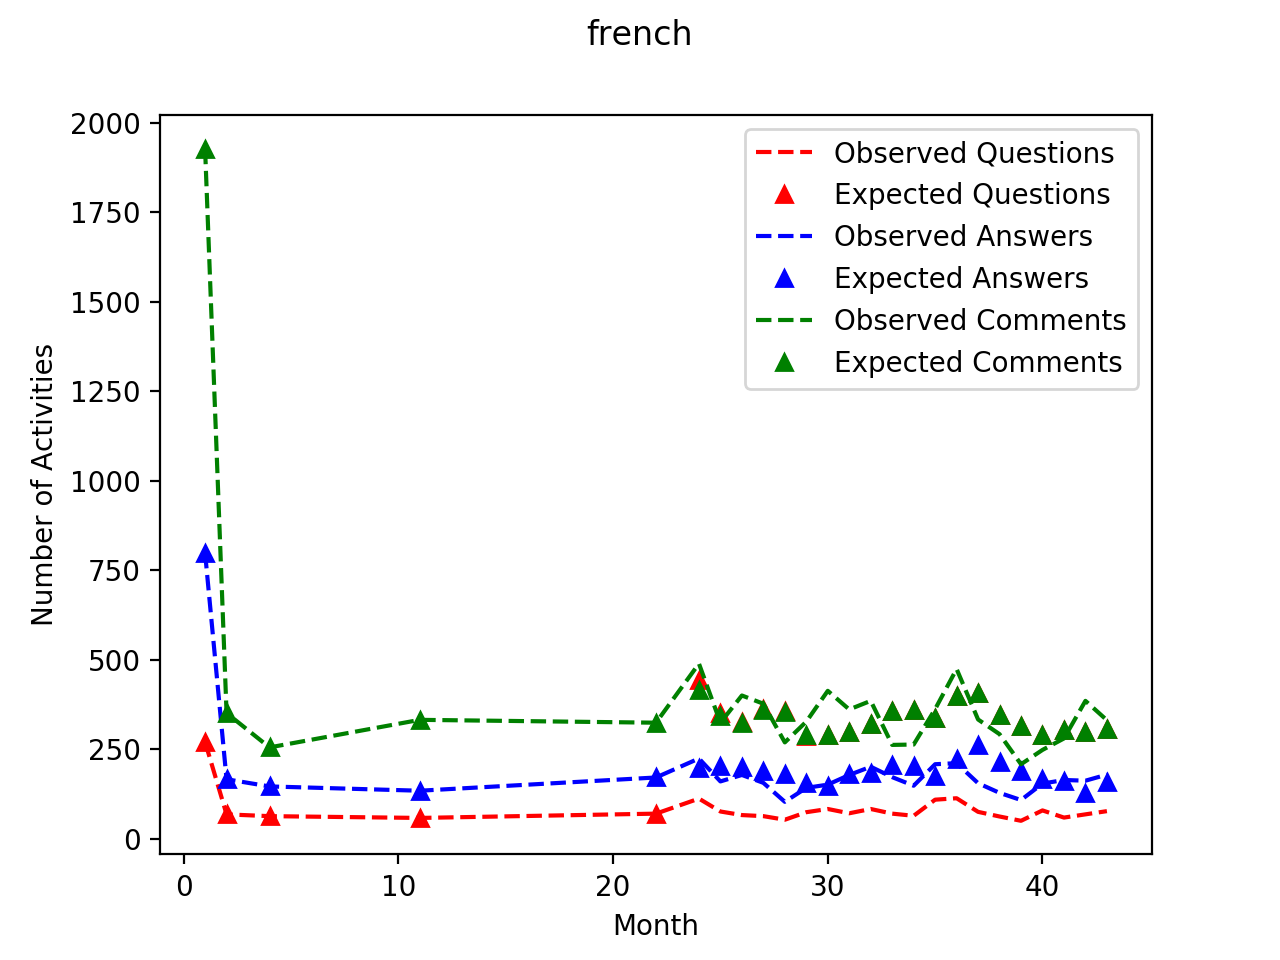 french
Number of Activities
2000
1750
1500
1250
1000
750
500
250
0
Observed Questions
Expected Questions
Observed Answers
Expected Answers
Observed Comments
Expected Comments
0 10 20 30 40
Month